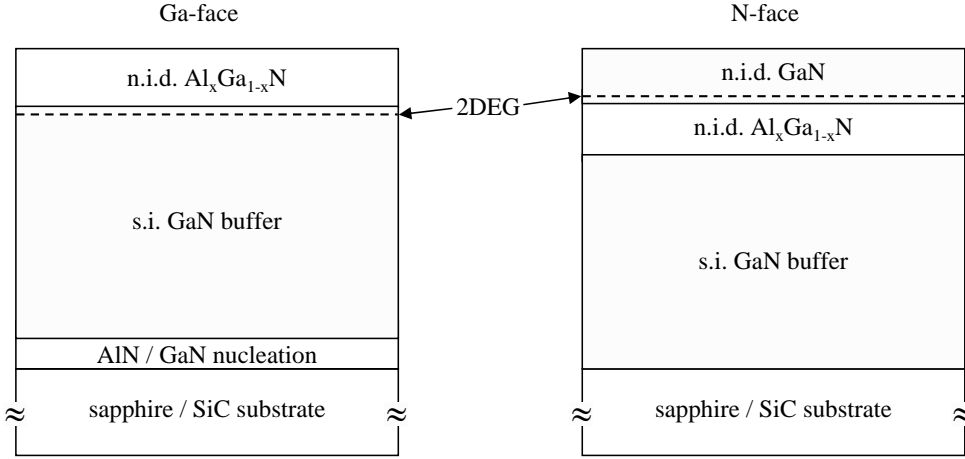 Ga-face
N-face
n.i.d. AlₓGa₁₋ₓN
n.i.d. GaN
2DEG
n.i.d. AlₓGa₁₋ₓN
s.i. GaN buffer
s.i. GaN buffer
AlN / GaN nucleation
sapphire / SiC substrate
sapphire / SiC substrate